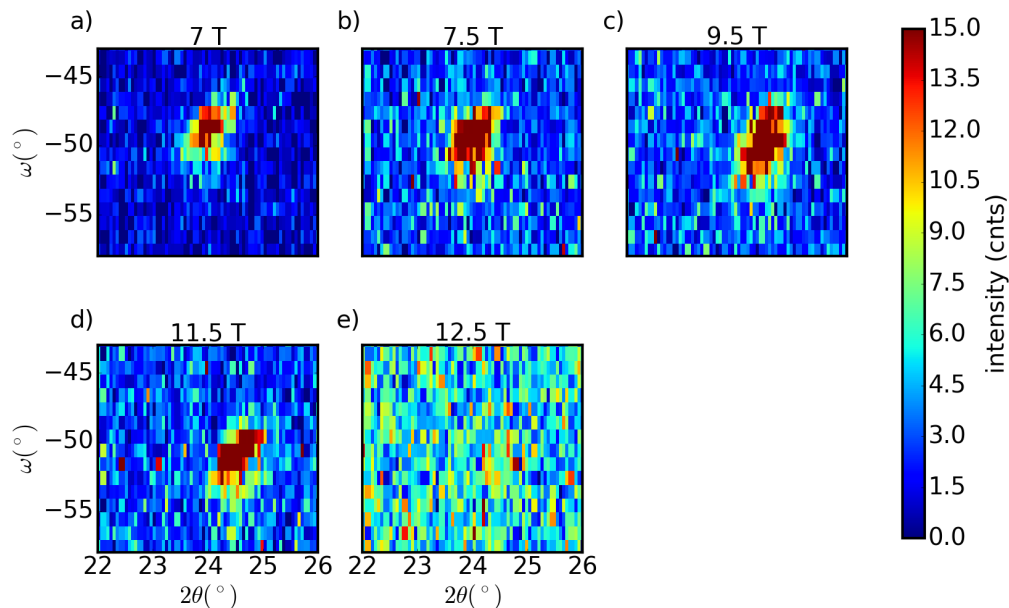 a) 7 T
b) 7.5 T
c) 9.5 T
−45
−50
−55
ω(°)
d) 11.5 T
e) 12.5 T
−45
−50
−55
ω(°)
22 23 24 25 26
2θ(°)
22 23 24 25 26
2θ(°)
15.0
13.5
12.0
10.5
9.0
7.5
6.0
4.5
3.0
1.5
0.0
intensity (cnts)